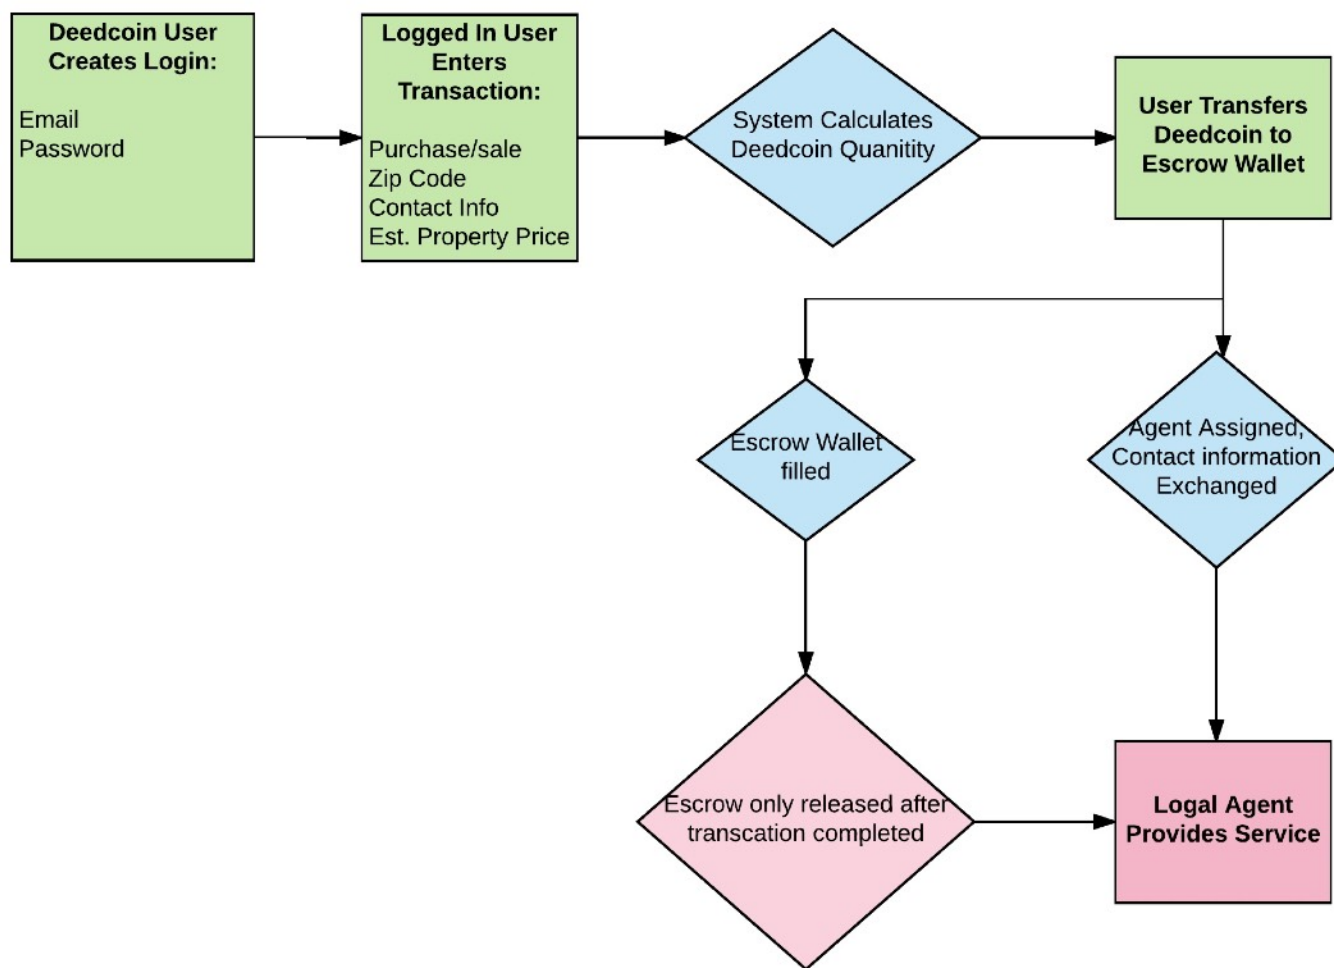 Deedcoin User
Creates Login:
Email
Password
Logged In User
Enters
Transaction:
Purchase/sale
Zip Code
Contact Info
Est. Property Price
System Calculates
Deedcoin Quanitity
User Transfers
Deedcoin to
Escrow Wallet
Escrow Wallet
filled
Agent Assigned,
Contact information
Exchanged
Escrow only released after
transcation completed
Logal Agent
Provides Service